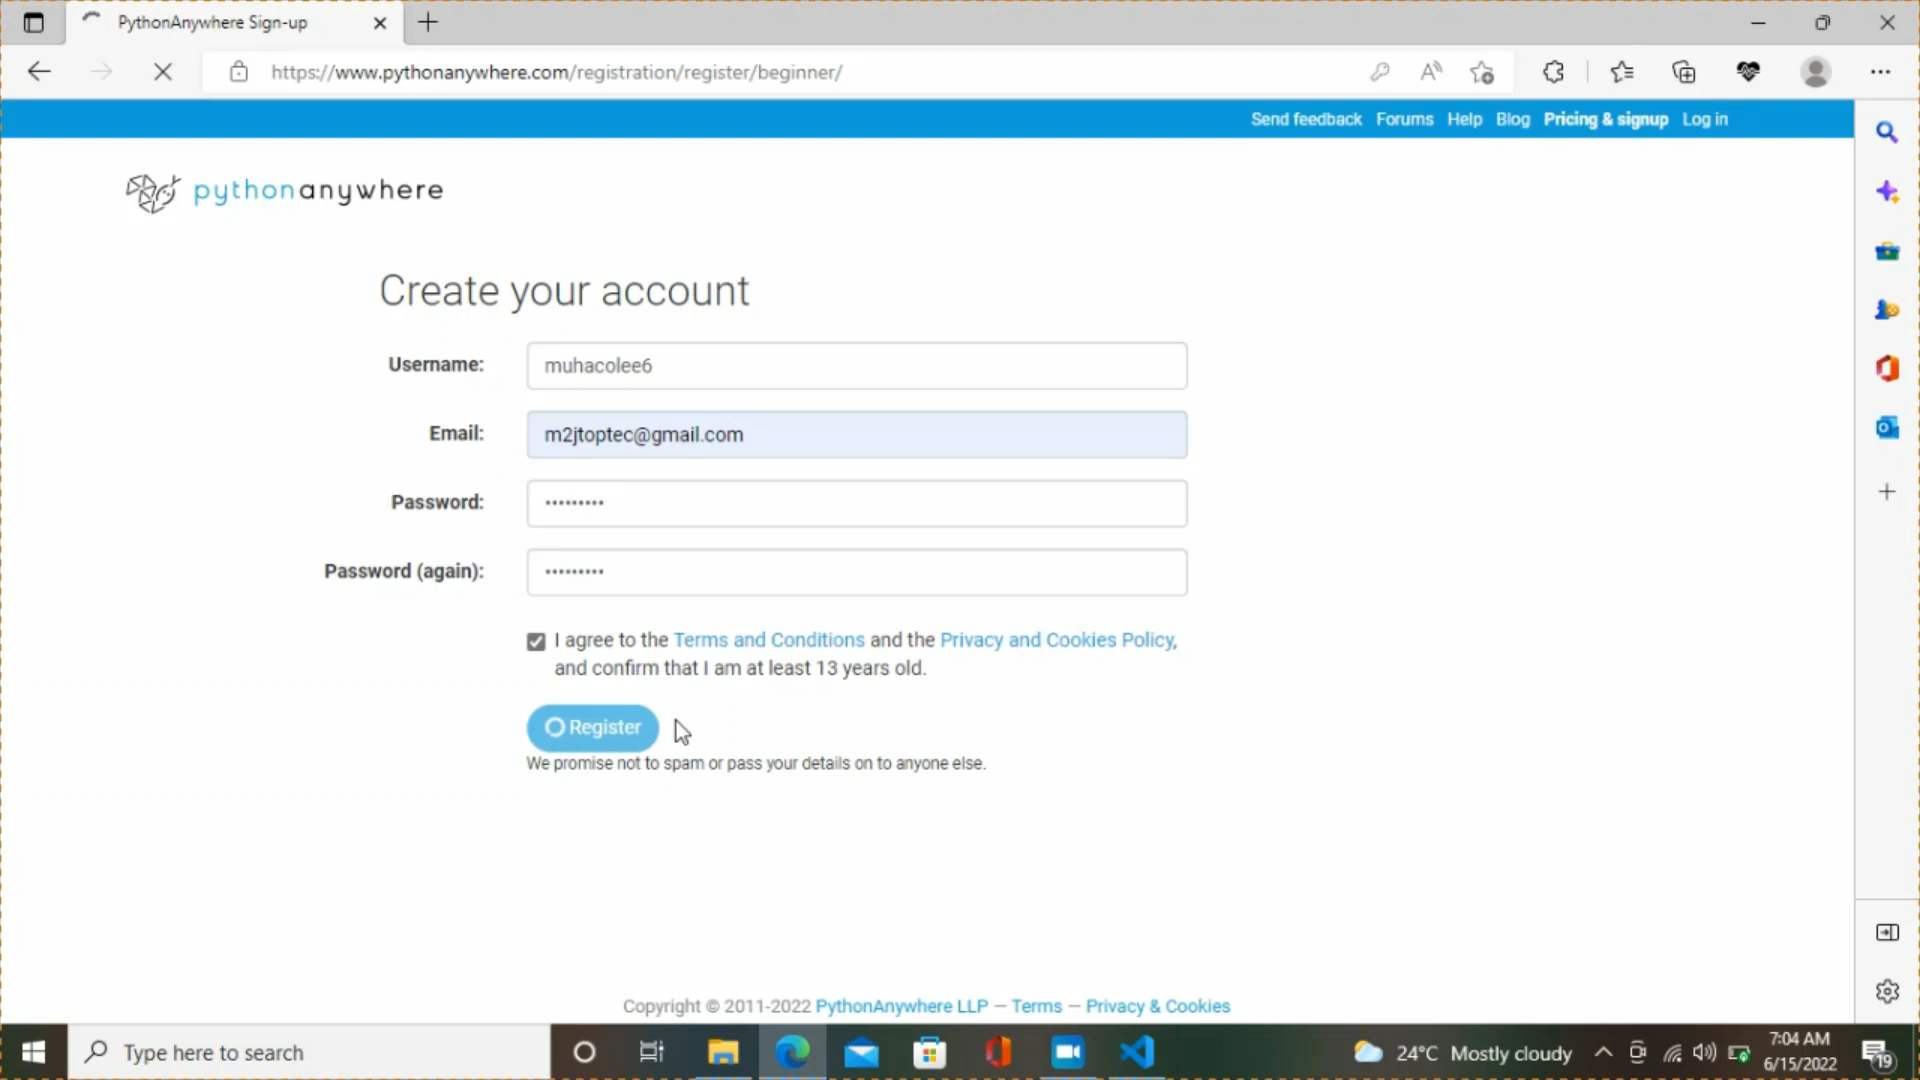 PythonAnywhere Sign-up
https://www.pythonanywhere.com/registration/register/beginner/
Send feedback Forums Help Blog Pricing & signup Log in
pythonanywhere
Create your account
Username: muhacolee6
Email: m2jtoptec@gmail.com
Password: •••••••••
Password (again): •••••••••
I agree to the Terms and Conditions and the Privacy and Cookies Policy,
and confirm that I am at least 13 years old.
Register
We promise not to spam or pass your details on to anyone else.
Copyright © 2011-2022 PythonAnywhere LLP — Terms — Privacy & Cookies
Type here to search
24°C Mostly cloudy
7:04 AM
6/15/2022
19